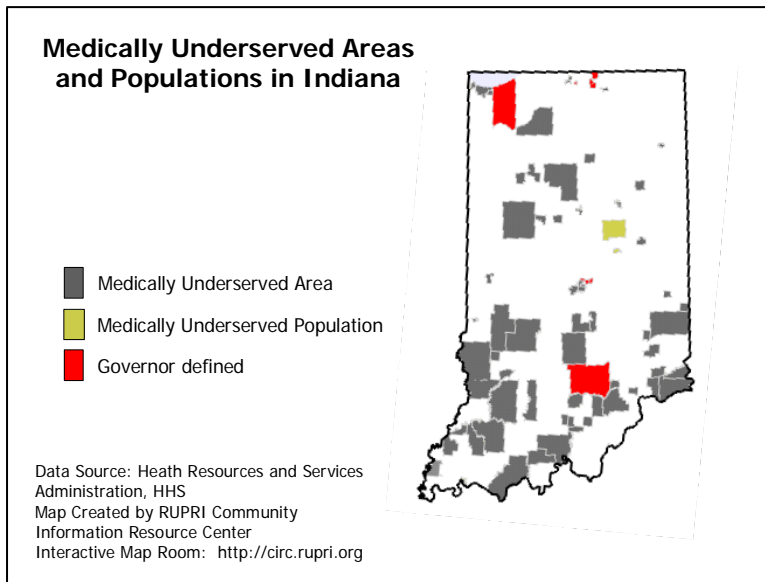 Medically Underserved Areas
and Populations in Indiana
Medically Underserved Area
Medically Underserved Population
Governor defined
Data Source: Heath Resources and Services
Administration, HHS
Map Created by RUPRI Community
Information Resource Center
Interactive Map Room: http://circ.rupri.org